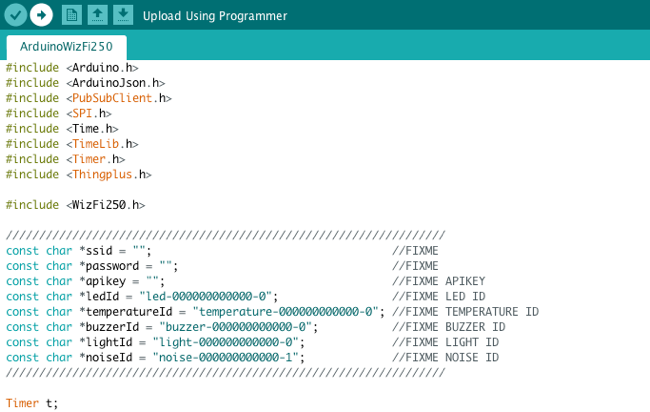 Upload Using Programmer
ArduinoWizFi250
#include <Arduino.h>
#include <ArduinoJson.h>
#include <PubSubClient.h>
#include <SPI.h>
#include <Time.h>
#include <TimeLib.h>
#include <Timer.h>
#include <Thingplus.h>
#include <WizFi250.h>
//////////////////////////////////////////////////////////////////
const char *ssid = ""; //FIXME
const char *password = ""; //FIXME
const char *apikey = ""; //FIXME APIKEY
const char *ledId = "led-000000000000-0"; //FIXME LED ID
const char *temperatureId = "temperature-000000000000-0"; //FIXME TEMPERATURE ID
const char *buzzerId = "buzzer-000000000000-0"; //FIXME BUZZER ID
const char *lightId = "light-000000000000-0"; //FIXME LIGHT ID
const char *noiseId = "noise-000000000000-1"; //FIXME NOISE ID
//////////////////////////////////////////////////////////////////
Timer t;